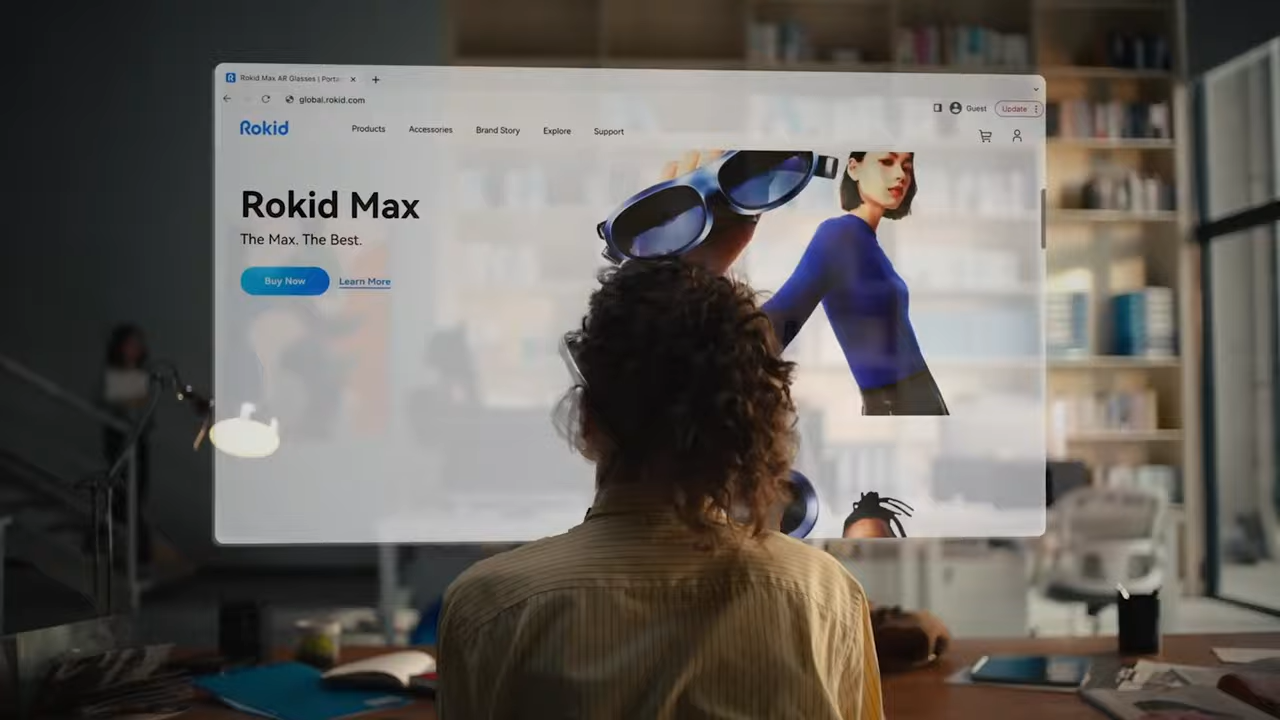 Rokid Max AR Glasses | Porta
global.rokid.com
Guest
Update
Rokid
Products
Accessories
Brand Story
Explore
Support
Rokid Max
The Max. The Best.
Buy Now
Learn More